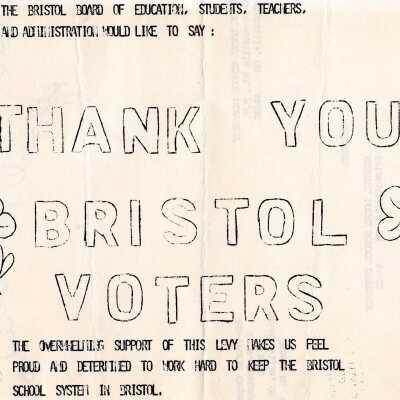 THE BRISTOL BOARD OF EDUCATION, STUDENTS, TEACHERS,
AND ADMINISTRATION WOULD LIKE TO SAY :
THANK YOU
BRISTOL
VOTERS
THE OVERWHELMING SUPPORT OF THIS LEVY MAKES US FEEL
PROUD AND DETERMINED TO WORK HARD TO KEEP THE BRISTOL
SCHOOL SYSTEM IN BRISTOL.